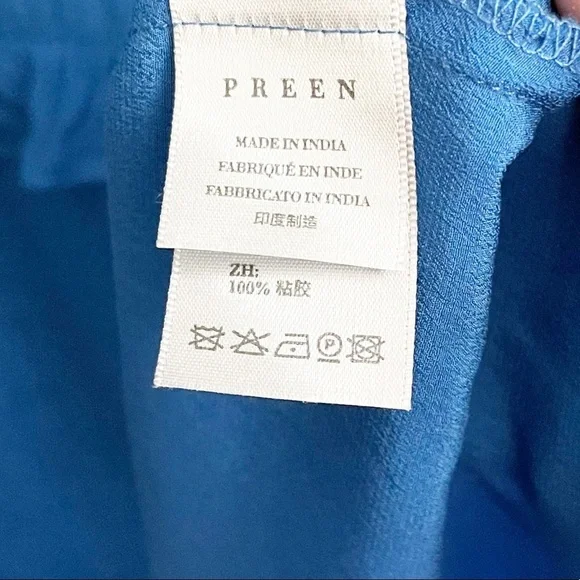 PREEN
MADE IN INDIA
FABRIQUÉ EN INDE
FABBRICATO IN INDIA
印度制造
ZH:
100% 粘胶
P